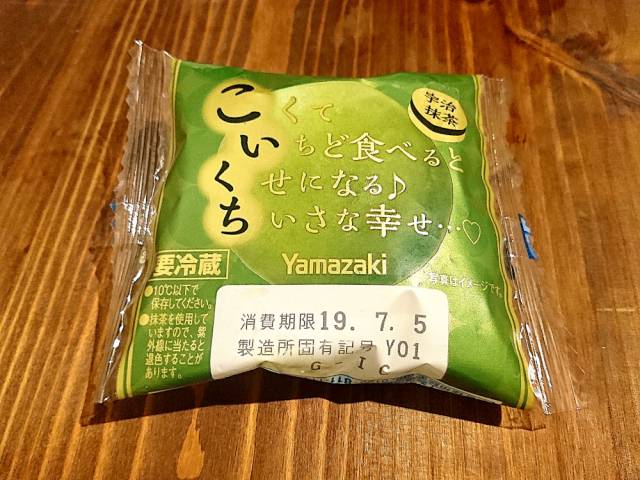 こくて
いちど食べると
くせになる♪
ちいさな幸せ…♡
宇治
抹茶
Yamazaki
要冷蔵
写真はイメージです。
●10℃以下で
保存してください。
●抹茶を使用して
いますので、紫
外線に当たると
退色することが
あります。
消費期限19.7.5
製造所固有記号 Y01
G IC